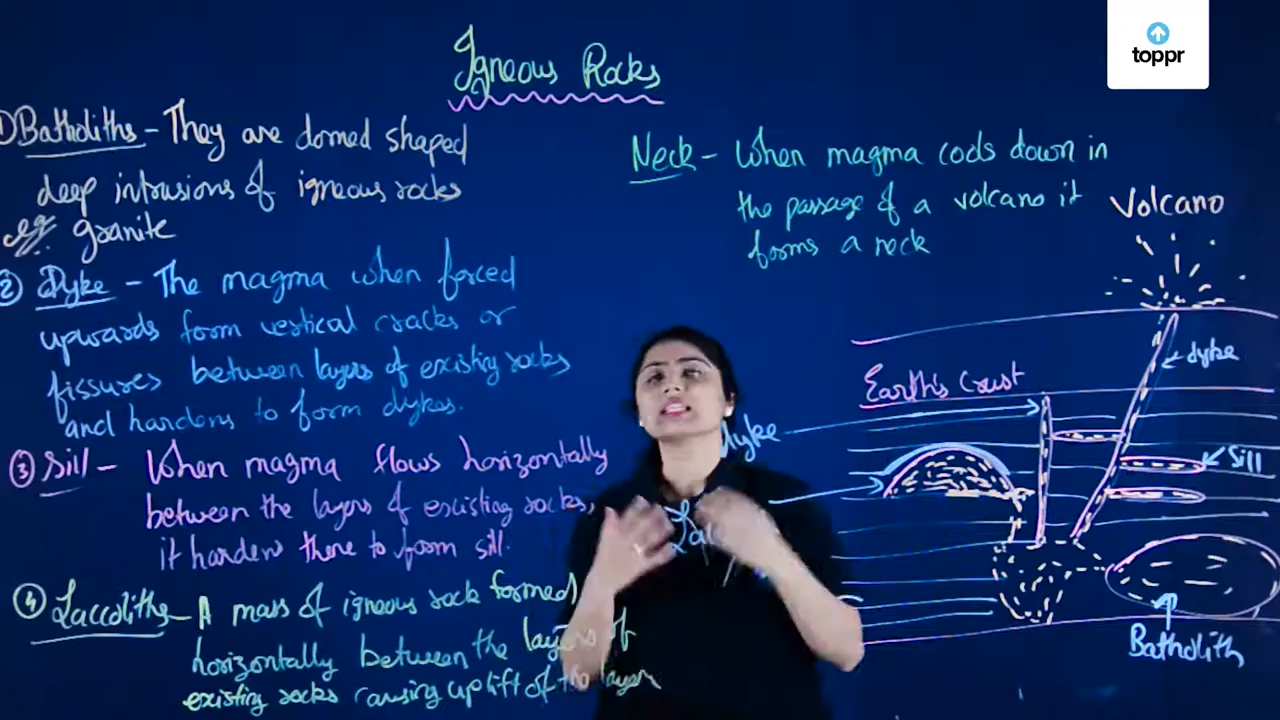 toppr
Igneous Rocks
1) Batholiths - They are domed shaped
deep intrusions of igneous rocks
eg. granite
② Dyke - The magma when forced
upwards form vertical cracks or
fissures between layers of existing rocks
and hardens to form dykes.
③ Sill - When magma flows horizontally
between the layers of existing rocks,
it hardens there to form sill.
④ Laccoliths - A mass of igneous rock formed
horizontally between the layers of
existing rocks causing uplift of the layers
Neck - When magma cools down in
the passage of a volcano it
forms a neck
Volcano
dyke
Earth's Crust
dyke
Sill
Batholith